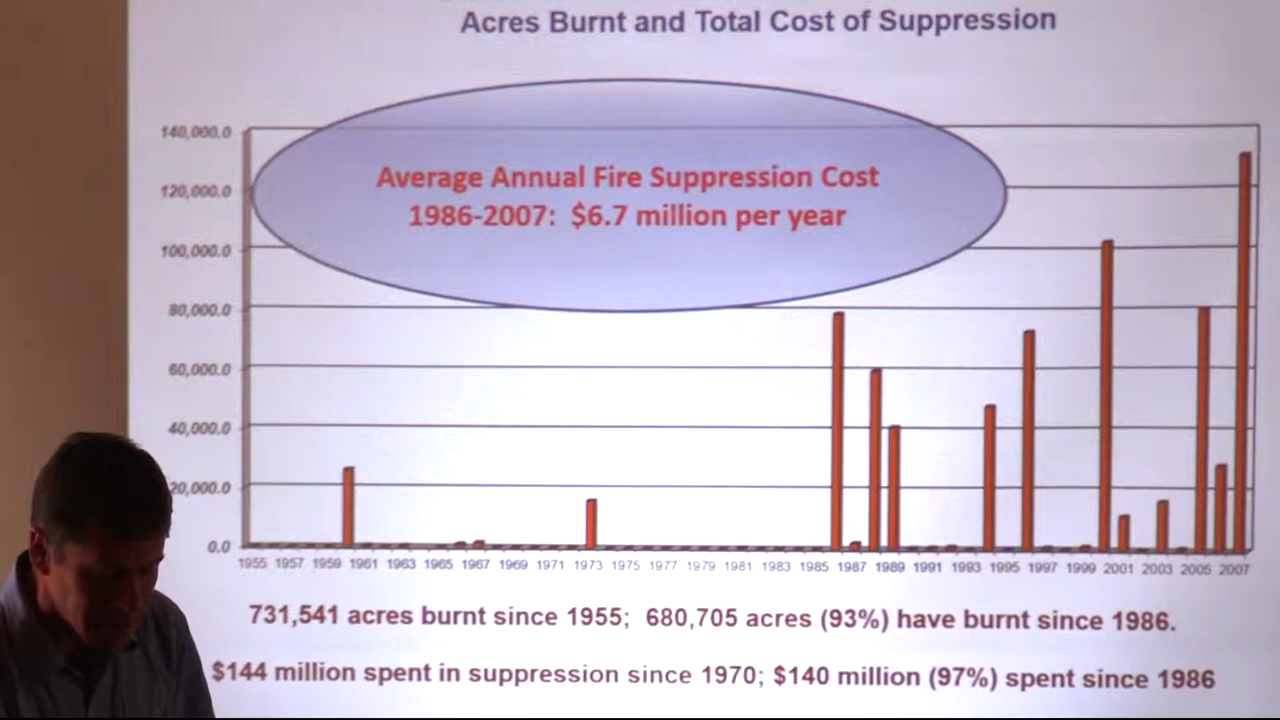 Acres Burnt and Total Cost of Suppression
Average Annual Fire Suppression Cost
1986-2007: $6.7 million per year
140,000.0
120,000.0
100,000.0
80,000.0
60,000.0
40,000.0
20,000.0
0.0
1955 1957 1959 1961 1963 1965 1967 1969 1971 1973 1975 1977 1979 1981 1983 1985 1987 1989 1991 1993 1995 1997 1999 2001 2003 2005 2007
731,541 acres burnt since 1955; 680,705 acres (93%) have burnt since 1986.
$144 million spent in suppression since 1970; $140 million (97%) spent since 1986